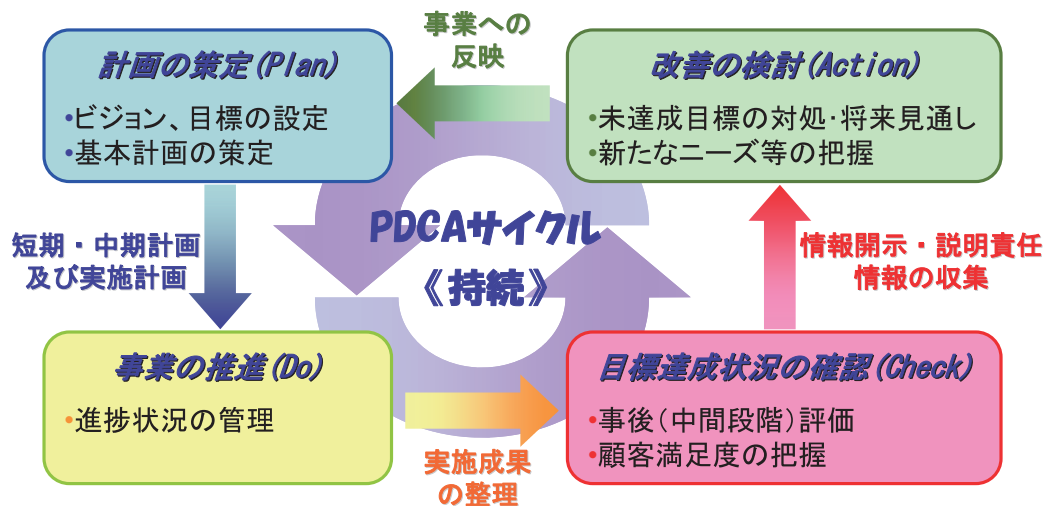 計画の策定(Plan)
・ビジョン、目標の設定
・基本計画の策定
事業への
反映
改善の検討(Action)
・未達成目標の対処・将来見通し
・新たなニーズ等の把握
短期・中期計画
及び実施計画
PDCAサイクル
《持続》
情報開示・説明責任
情報の収集
事業の推進(Do)
・進捗状況の管理
実施成果
の整理
目標達成状況の確認(Check)
・事後(中間段階)評価
・顧客満足度の把握